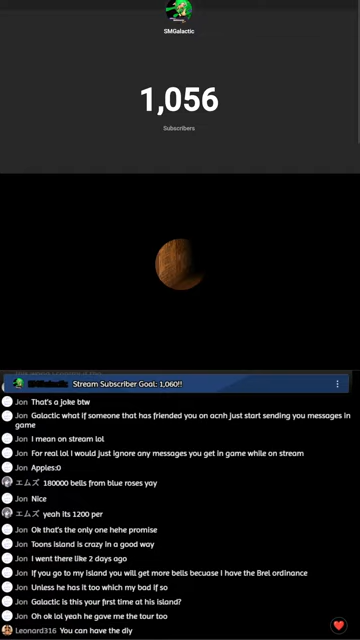 SMGalactic
1,056
Subscribers
SMGalactic Stream Subscriber Goal: 1,060!!
Jon That's a joke btw
Jon Galactic what if someone that has friended you on acnh just start sending you messages in
game
Jon I mean on stream lol
Jon For real lol I would just ignore any messages you get in game while on stream
Jon Apples:0
エムズ 180000 bells from blue roses yay
Jon Nice
エムズ yeah its 1200 per
Jon Ok that's the only one hehe promise
Jon Toons island is crazy in a good way
Jon I went there like 2 days ago
Jon If you go to my island you will get more bells becuase I have the Brel ordinance
Jon Unless he has it too which my bad if so
Jon Galactic is this your first time at his island?
Jon Oh ok lol yeah he gave me the tour too
Leonard316 You can have the diy